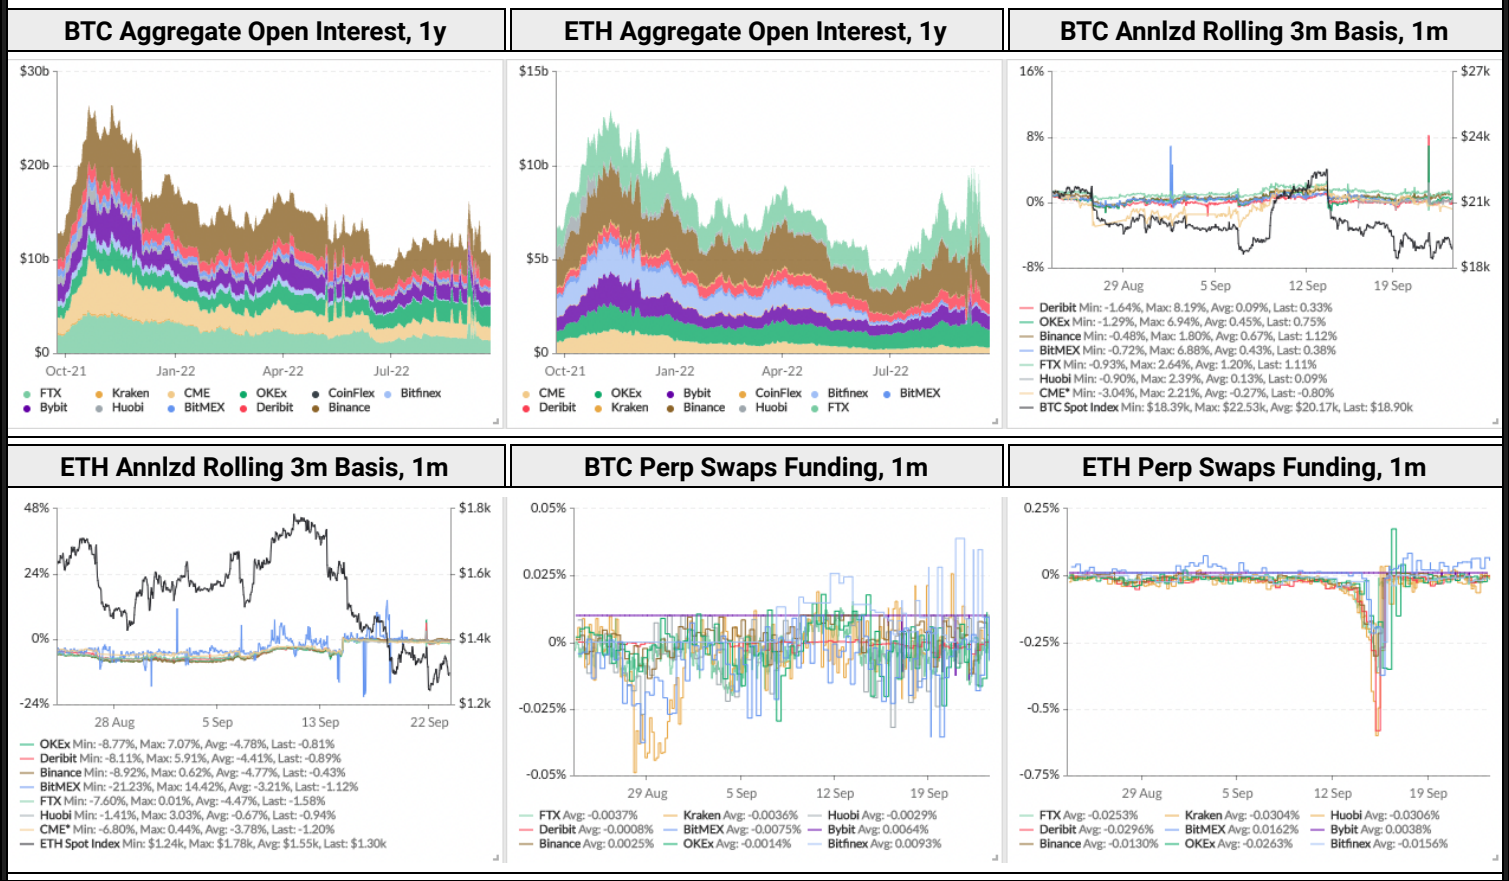 BTC Aggregate Open Interest, 1y
$30b
$20b
$10b
$0
Oct-21 Jan-22 Apr-22 Jul-22
FTX Kraken CME OKEx CoinFlex Bitfinex
Bybit Huobi BitMEX Deribit Binance
ETH Aggregate Open Interest, 1y
$15b
$10b
$5b
$0
Oct-21 Jan-22 Apr-22 Jul-22
CME OKEx Bybit CoinFlex Bitfinex BitMEX
Deribit Kraken Binance Huobi FTX
BTC Annlzd Rolling 3m Basis, 1m
16% $27k
8% $24k
0% $21k
-8% $18k
29 Aug 5 Sep 12 Sep 19 Sep
Deribit Min: -1.64%, Max: 8.19%, Avg: 0.09%, Last: 0.33%
OKEx Min: -1.29%, Max: 6.94%, Avg: 0.45%, Last: 0.75%
Binance Min: -0.48%, Max: 1.80%, Avg: 0.67%, Last: 1.12%
BitMEX Min: -0.72%, Max: 6.88%, Avg: 0.43%, Last: 0.38%
FTX Min: -0.93%, Max: 2.64%, Avg: 1.20%, Last: 1.11%
Huobi Min: -0.90%, Max: 2.39%, Avg: 0.13%, Last: 0.09%
CME* Min: -3.04%, Max: 2.21%, Avg: -0.27%, Last: -0.80%
BTC Spot Index Min: $18.39k, Max: $22.53k, Avg: $20.17k, Last: $18.90k
ETH Annlzd Rolling 3m Basis, 1m
48% $1.8k
24% $1.6k
0% $1.4k
-24% $1.2k
28 Aug 5 Sep 13 Sep 22 Sep
OKEx Min: -8.77%, Max: 7.07%, Avg: -4.78%, Last: -0.81%
Deribit Min: -8.11%, Max: 5.91%, Avg: -4.41%, Last: -0.89%
Binance Min: -8.92%, Max: 0.62%, Avg: -4.77%, Last: -0.43%
BitMEX Min: -21.23%, Max: 14.42%, Avg: -3.21%, Last: -1.12%
FTX Min: -7.60%, Max: 0.01%, Avg: -4.47%, Last: -1.58%
Huobi Min: -1.41%, Max: 3.03%, Avg: -0.67%, Last: -0.94%
CME* Min: -6.80%, Max: 0.44%, Avg: -3.78%, Last: -1.20%
ETH Spot Index Min: $1.24k, Max: $1.78k, Avg: $1.55k, Last: $1.30k
BTC Perp Swaps Funding, 1m
0.05%
0.025%
0%
-0.025%
-0.05%
29 Aug 5 Sep 12 Sep 19 Sep
FTX Avg: -0.0037% Kraken Avg: -0.0036% Huobi Avg: -0.0029%
Deribit Avg: -0.0008% BitMEX Avg: -0.0075% Bybit Avg: 0.0064%
Binance Avg: 0.0025% OKEx Avg: -0.0014% Bitfinex Avg: 0.0093%
ETH Perp Swaps Funding, 1m
0.25%
0%
-0.25%
-0.5%
-0.75%
29 Aug 5 Sep 12 Sep 19 Sep
FTX Avg: -0.0253% Kraken Avg: -0.0304% Huobi Avg: -0.0306%
Deribit Avg: -0.0296% BitMEX Avg: 0.0162% Bybit Avg: 0.0038%
Binance Avg: -0.0130% OKEx Avg: -0.0263% Bitfinex Avg: -0.0156%